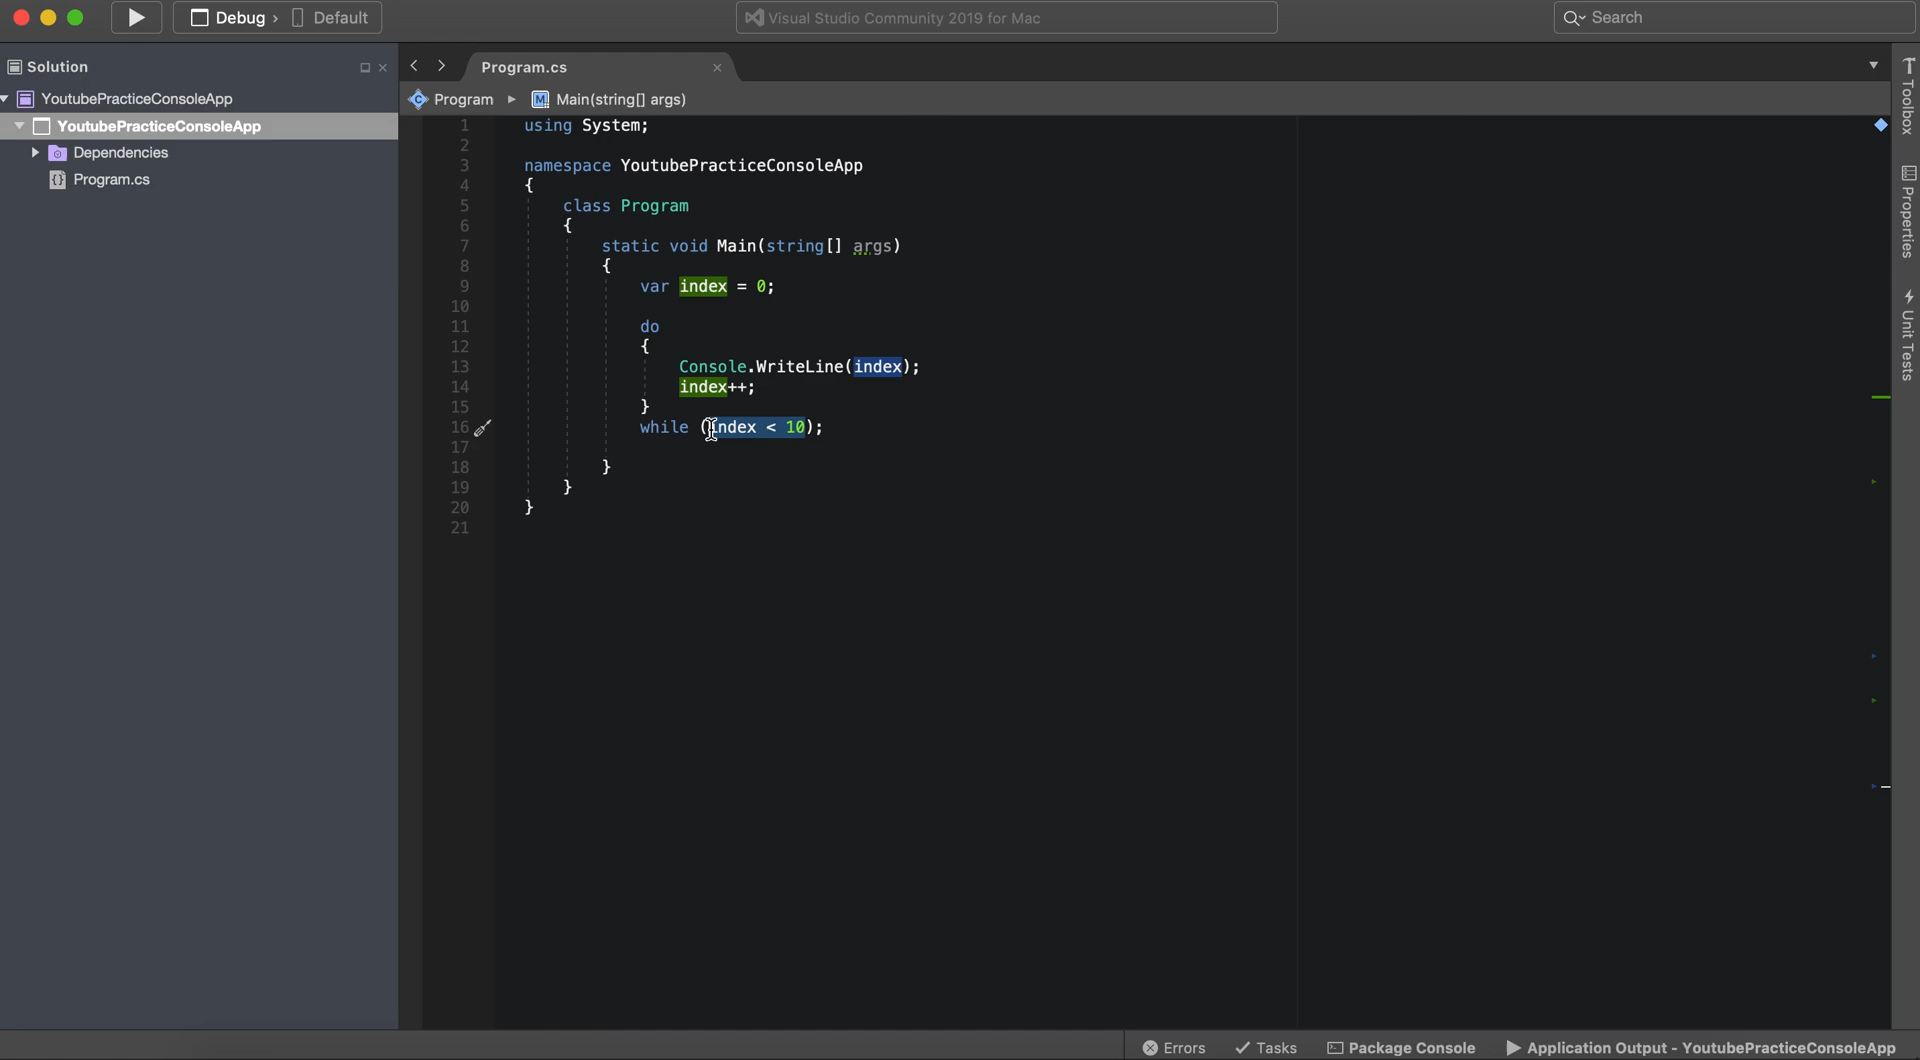 Debug › Default
Visual Studio Community 2019 for Mac
Search
Solution
YoutubePracticeConsoleApp
YoutubePracticeConsoleApp
Dependencies
Program.cs
Program.cs
Program
Main(string[] args)
1 using System;
2
3 namespace YoutubePracticeConsoleApp
4 {
5 class Program
6 {
7 static void Main(string[] args)
8 {
9 var index = 0;
10
11 do
12 {
13 Console.WriteLine(index);
14 index++;
15 }
16 while (index < 10);
17
18 }
19 }
20 }
21
Toolbox
Properties
Unit Tests
Errors
Tasks
Package Console
Application Output - YoutubePracticeConsoleApp